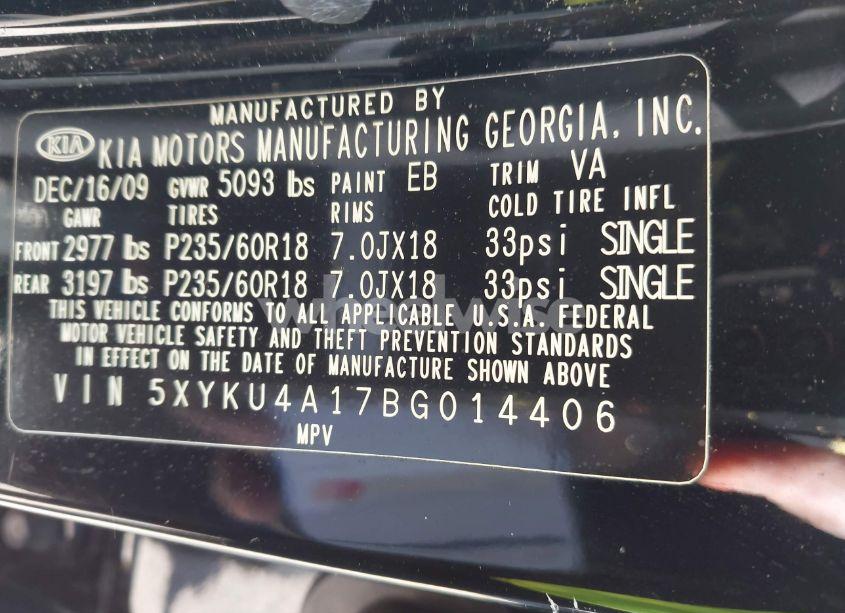 MANUFACTURED BY
KIA KIA MOTORS MANUFACTURING GEORGIA, INC.
DEC/16/09 GVWR 5093 lbs PAINT EB TRIM VA
GAWR TIRES RIMS COLD TIRE INFL
FRONT 2977 lbs P235/60R18 7.0JX18 33psi SINGLE
REAR 3197 lbs P235/60R18 7.0JX18 33psi SINGLE
THIS VEHICLE CONFORMS TO ALL APPLICABLE U.S.A. FEDERAL
MOTOR VEHICLE SAFETY AND THEFT PREVENTION STANDARDS
IN EFFECT ON THE DATE OF MANUFACTURE SHOWN ABOVE
VIN 5XYKU4A17BG014406
MPV